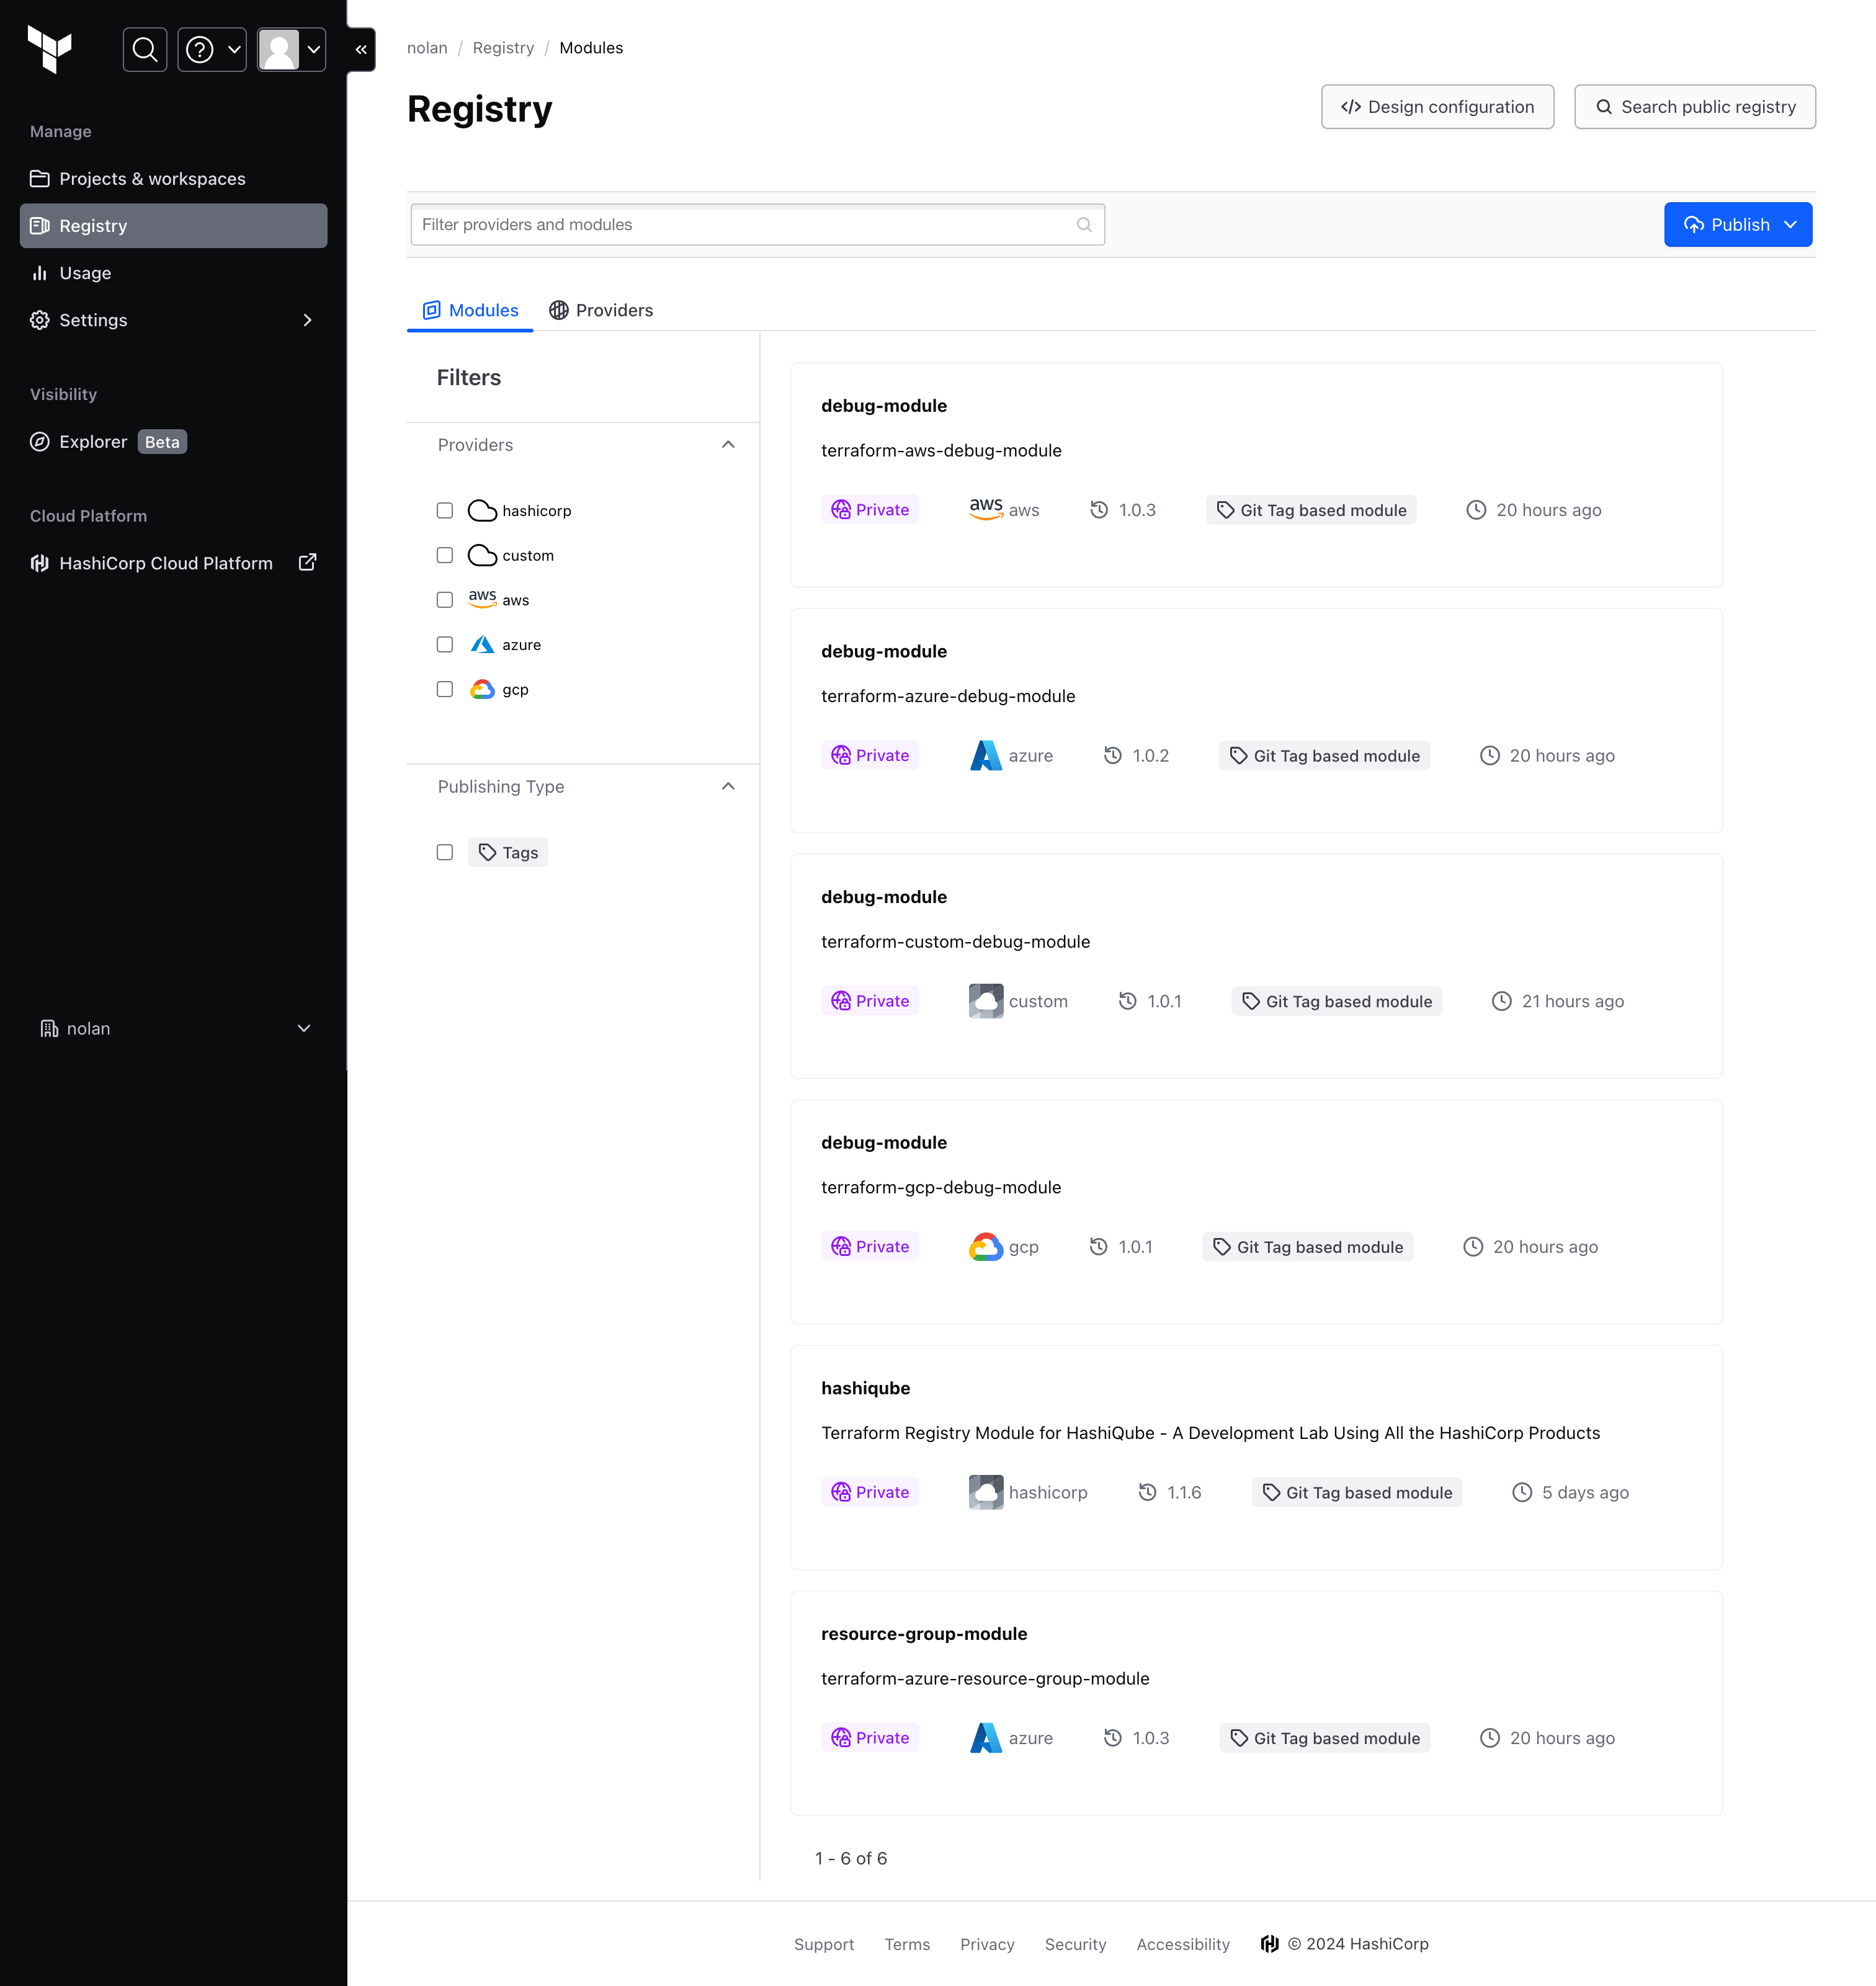 nolan / Registry / Modules
Registry
Design configuration
Search public registry
Manage
Projects & workspaces
Registry
Usage
Settings
Visibility
Explorer Beta
Cloud Platform
HashiCorp Cloud Platform
nolan
Filter providers and modules
Publish
Modules
Providers
Filters
Providers
hashicorp
custom
aws aws
azure
gcp
Publishing Type
Tags
debug-module
terraform-aws-debug-module
Private aws aws 1.0.3 Git Tag based module 20 hours ago
debug-module
terraform-azure-debug-module
Private azure 1.0.2 Git Tag based module 20 hours ago
debug-module
terraform-custom-debug-module
Private custom 1.0.1 Git Tag based module 21 hours ago
debug-module
terraform-gcp-debug-module
Private gcp 1.0.1 Git Tag based module 20 hours ago
hashiqube
Terraform Registry Module for HashiQube - A Development Lab Using All the HashiCorp Products
Private hashicorp 1.1.6 Git Tag based module 5 days ago
resource-group-module
terraform-azure-resource-group-module
Private azure 1.0.3 Git Tag based module 20 hours ago
1 - 6 of 6
Support Terms Privacy Security Accessibility © 2024 HashiCorp